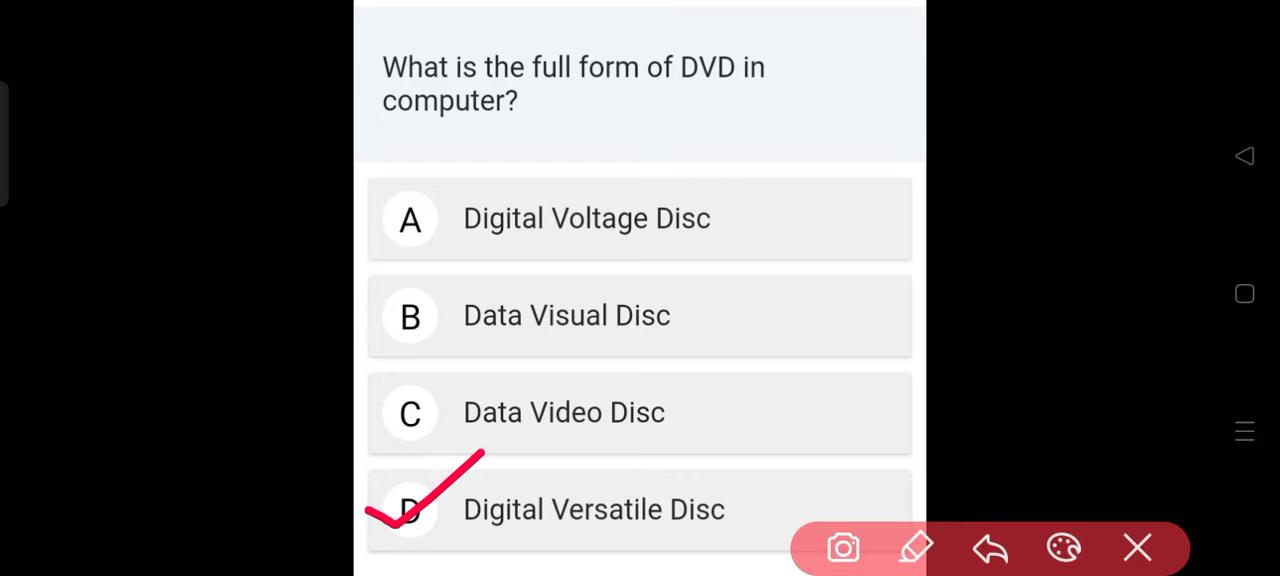 What is the full form of DVD in
computer?
A Digital Voltage Disc
B Data Visual Disc
C Data Video Disc
D Digital Versatile Disc